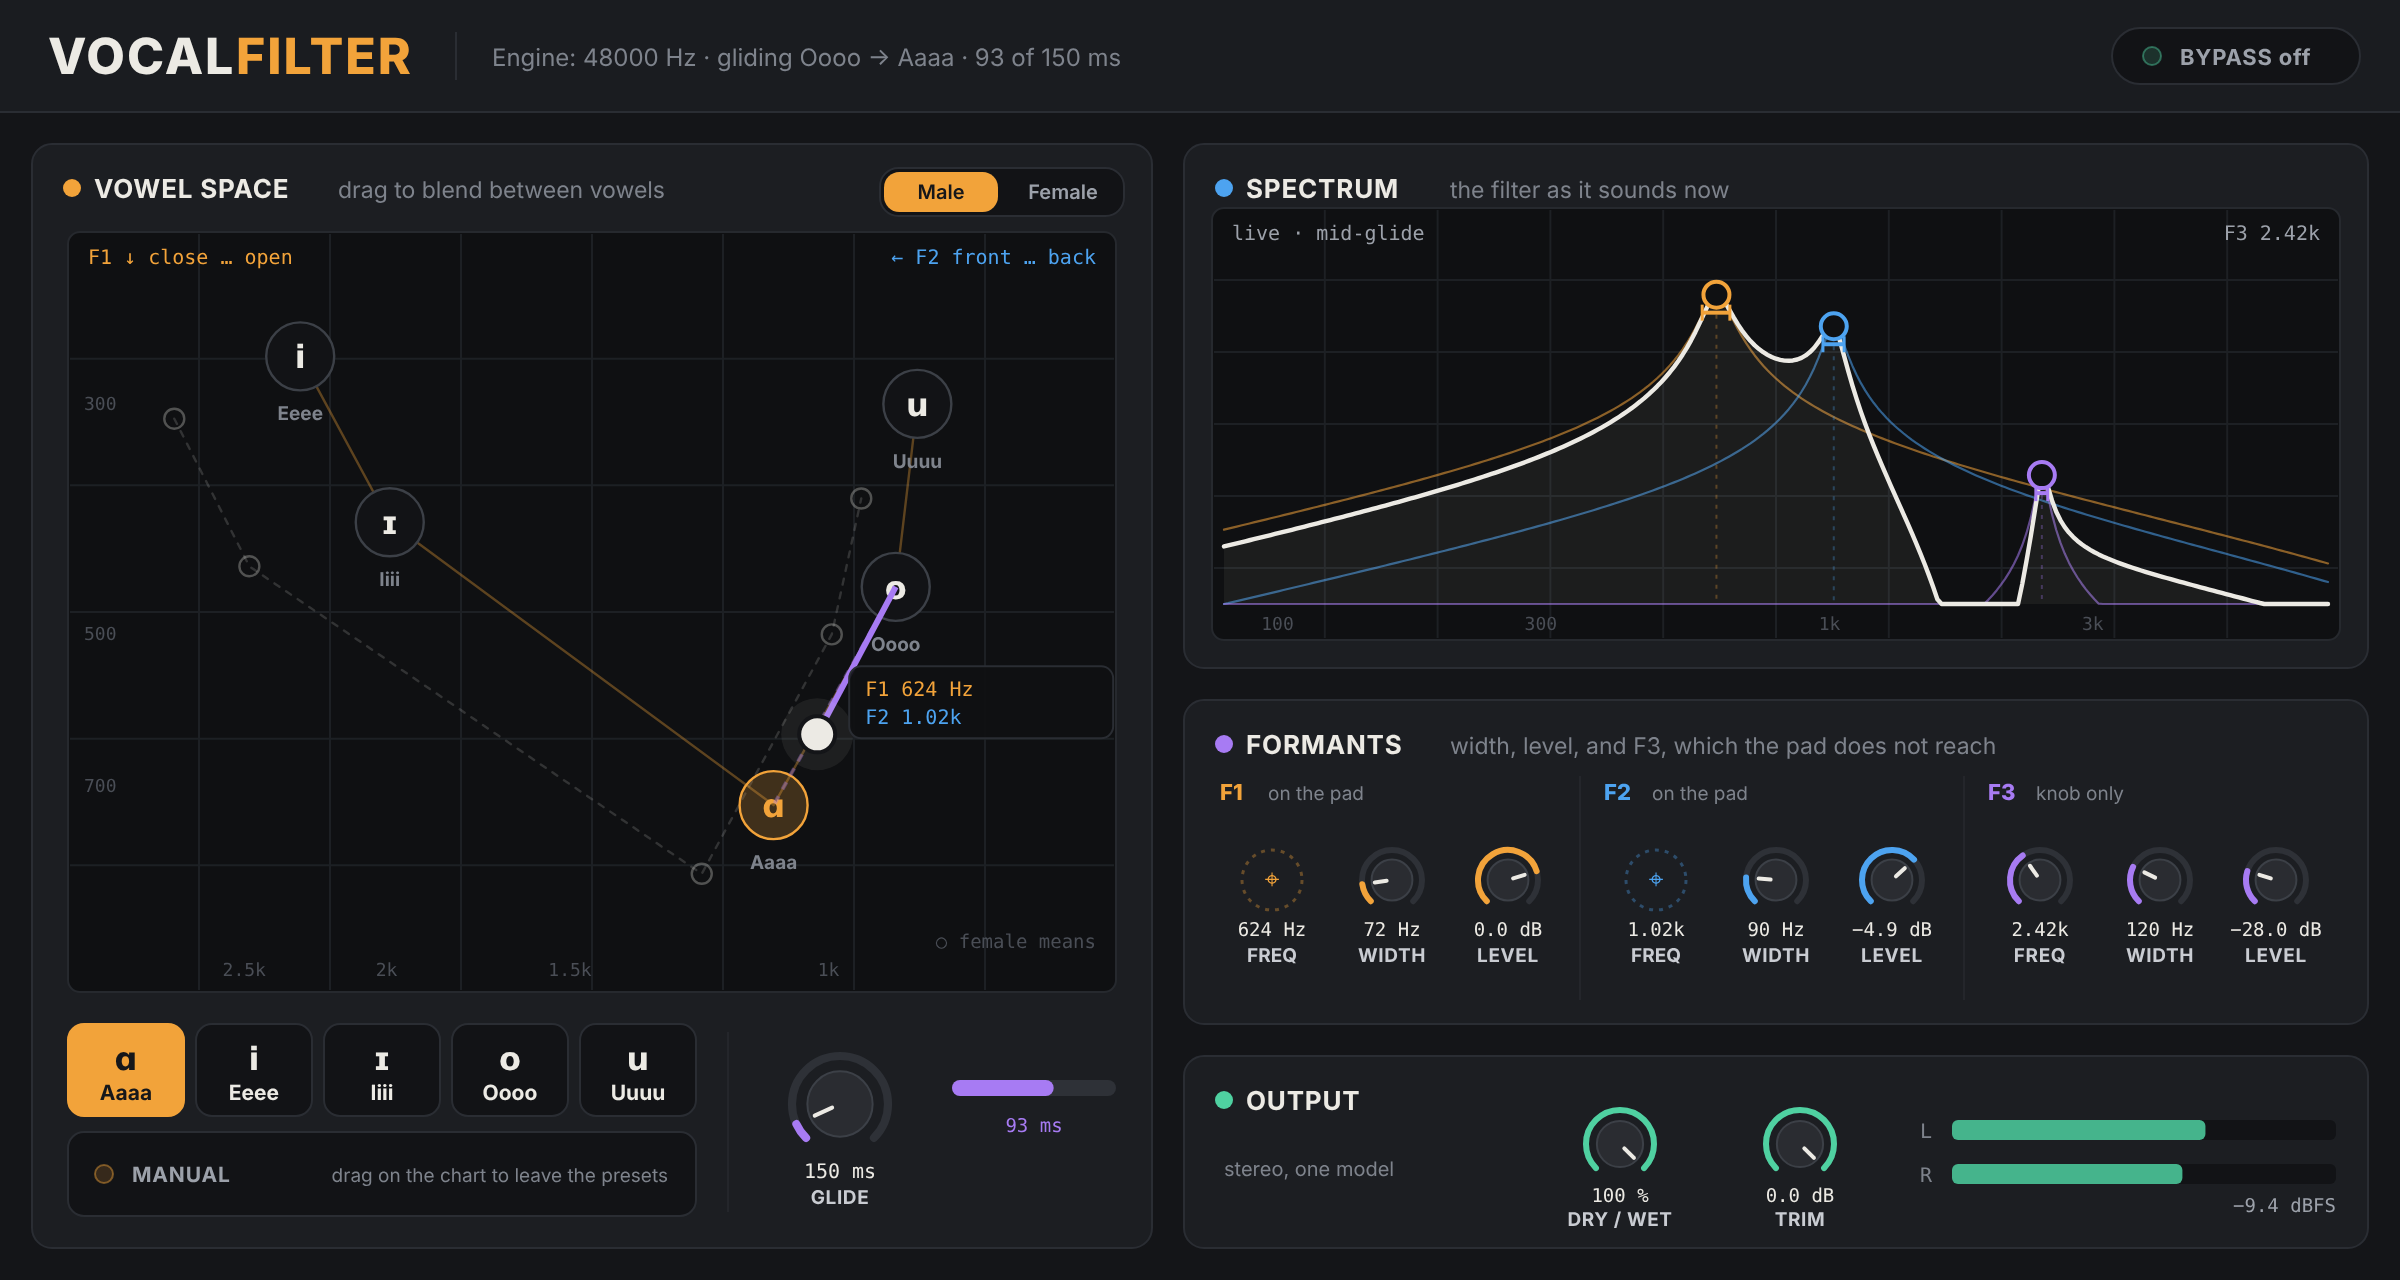 VOCALFILTER
Engine: 48000 Hz · gliding Oooo → Aaaa · 93 of 150 ms
BYPASS off
VOWEL SPACE
drag to blend between vowels
Male
Female
F1 ↓ close … open
← F2 front … back
i
Eeee
u
Uuuu
300
ɪ
Iiii
o
Oooo
500
F1 624 Hz
F2 1.02k
700
ɑ
Aaaa
○ female means
2.5k
2k
1.5k
1k
ɑ
Aaaa
i
Eeee
ɪ
Iiii
o
Oooo
u
Uuuu
MANUAL
drag on the chart to leave the presets
150 ms
GLIDE
93 ms
SPECTRUM
the filter as it sounds now
live · mid-glide
F3 2.42k
100
300
1k
3k
FORMANTS
width, level, and F3, which the pad does not reach
F1
on the pad
624 Hz
FREQ
72 Hz
WIDTH
0.0 dB
LEVEL
F2
on the pad
1.02k
FREQ
90 Hz
WIDTH
−4.9 dB
LEVEL
F3
knob only
2.42k
FREQ
120 Hz
WIDTH
−28.0 dB
LEVEL
OUTPUT
stereo, one model
100 %
DRY / WET
0.0 dB
TRIM
L
R
−9.4 dBFS